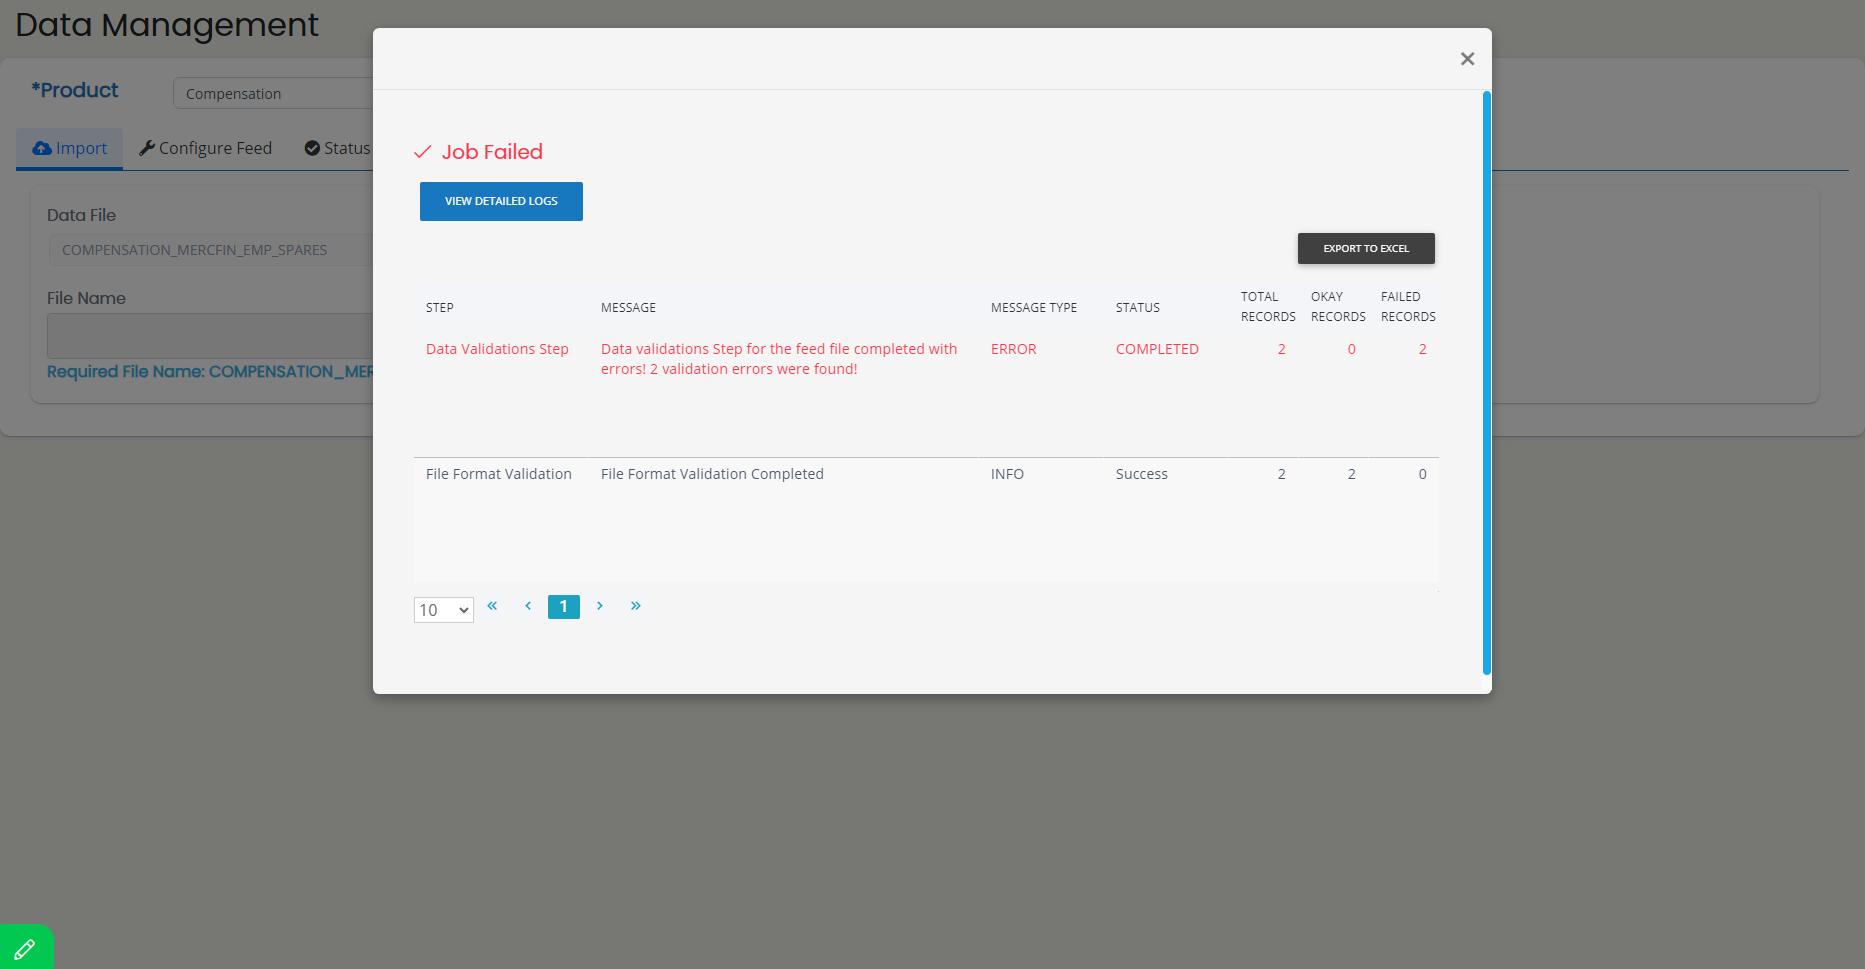 Data Management
*Product
Compensation
Import
Configure Feed
Status
Data File
COMPENSATION_MERCFIN_EMP_SPARES
File Name
Required File Name: COMPENSATION_MER
×
Job Failed
VIEW DETAILED LOGS
EXPORT TO EXCEL
STEP MESSAGE MESSAGE TYPE STATUS TOTAL RECORDS OKAY RECORDS FAILED RECORDS
Data Validations Step Data validations Step for the feed file completed with ERROR COMPLETED 2 0 2
errors! 2 validation errors were found!
File Format Validation File Format Validation Completed INFO Success 2 2 0
10 « ‹ 1 › »